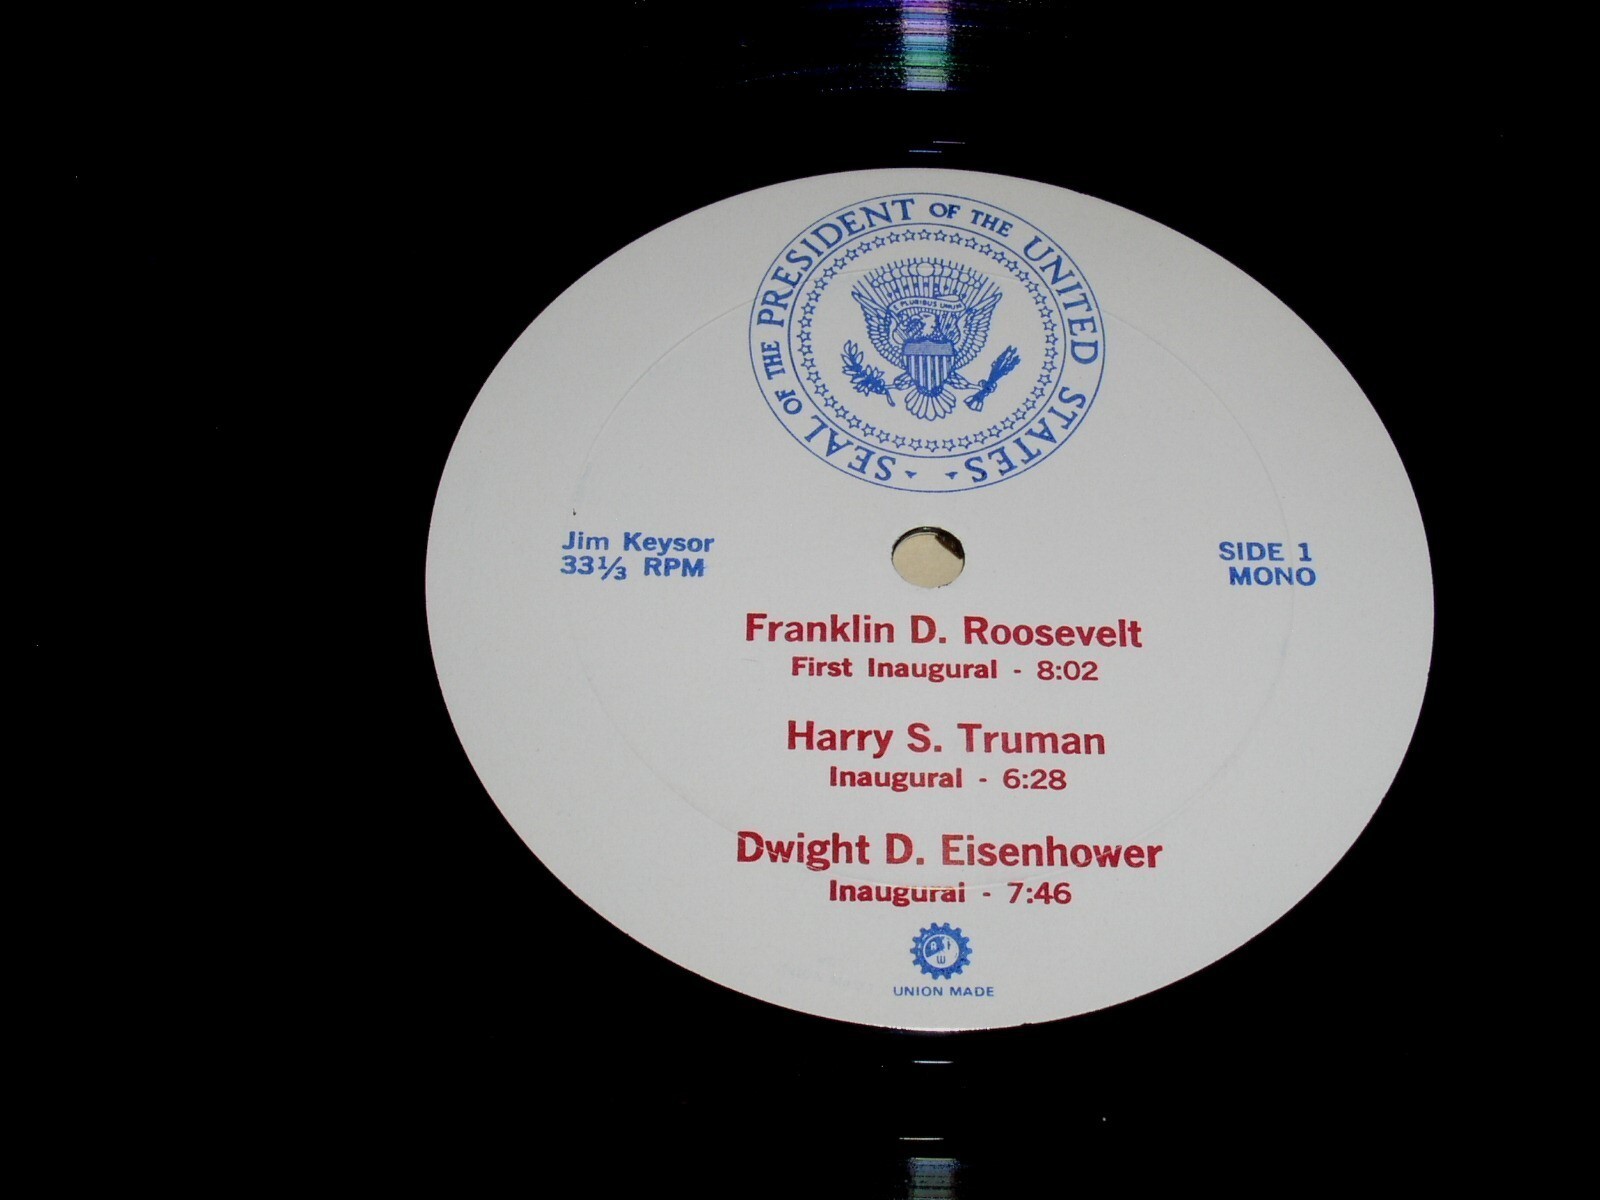 SEAL OF THE PRESIDENT OF THE UNITED STATES
E PLURIBUS UNUM
Jim Keysor
33⅓ RPM
SIDE 1
MONO
Franklin D. Roosevelt
First Inaugural - 8:02
Harry S. Truman
Inaugural - 6:28
Dwight D. Eisenhower
Inaugural - 7:46
UNION MADE